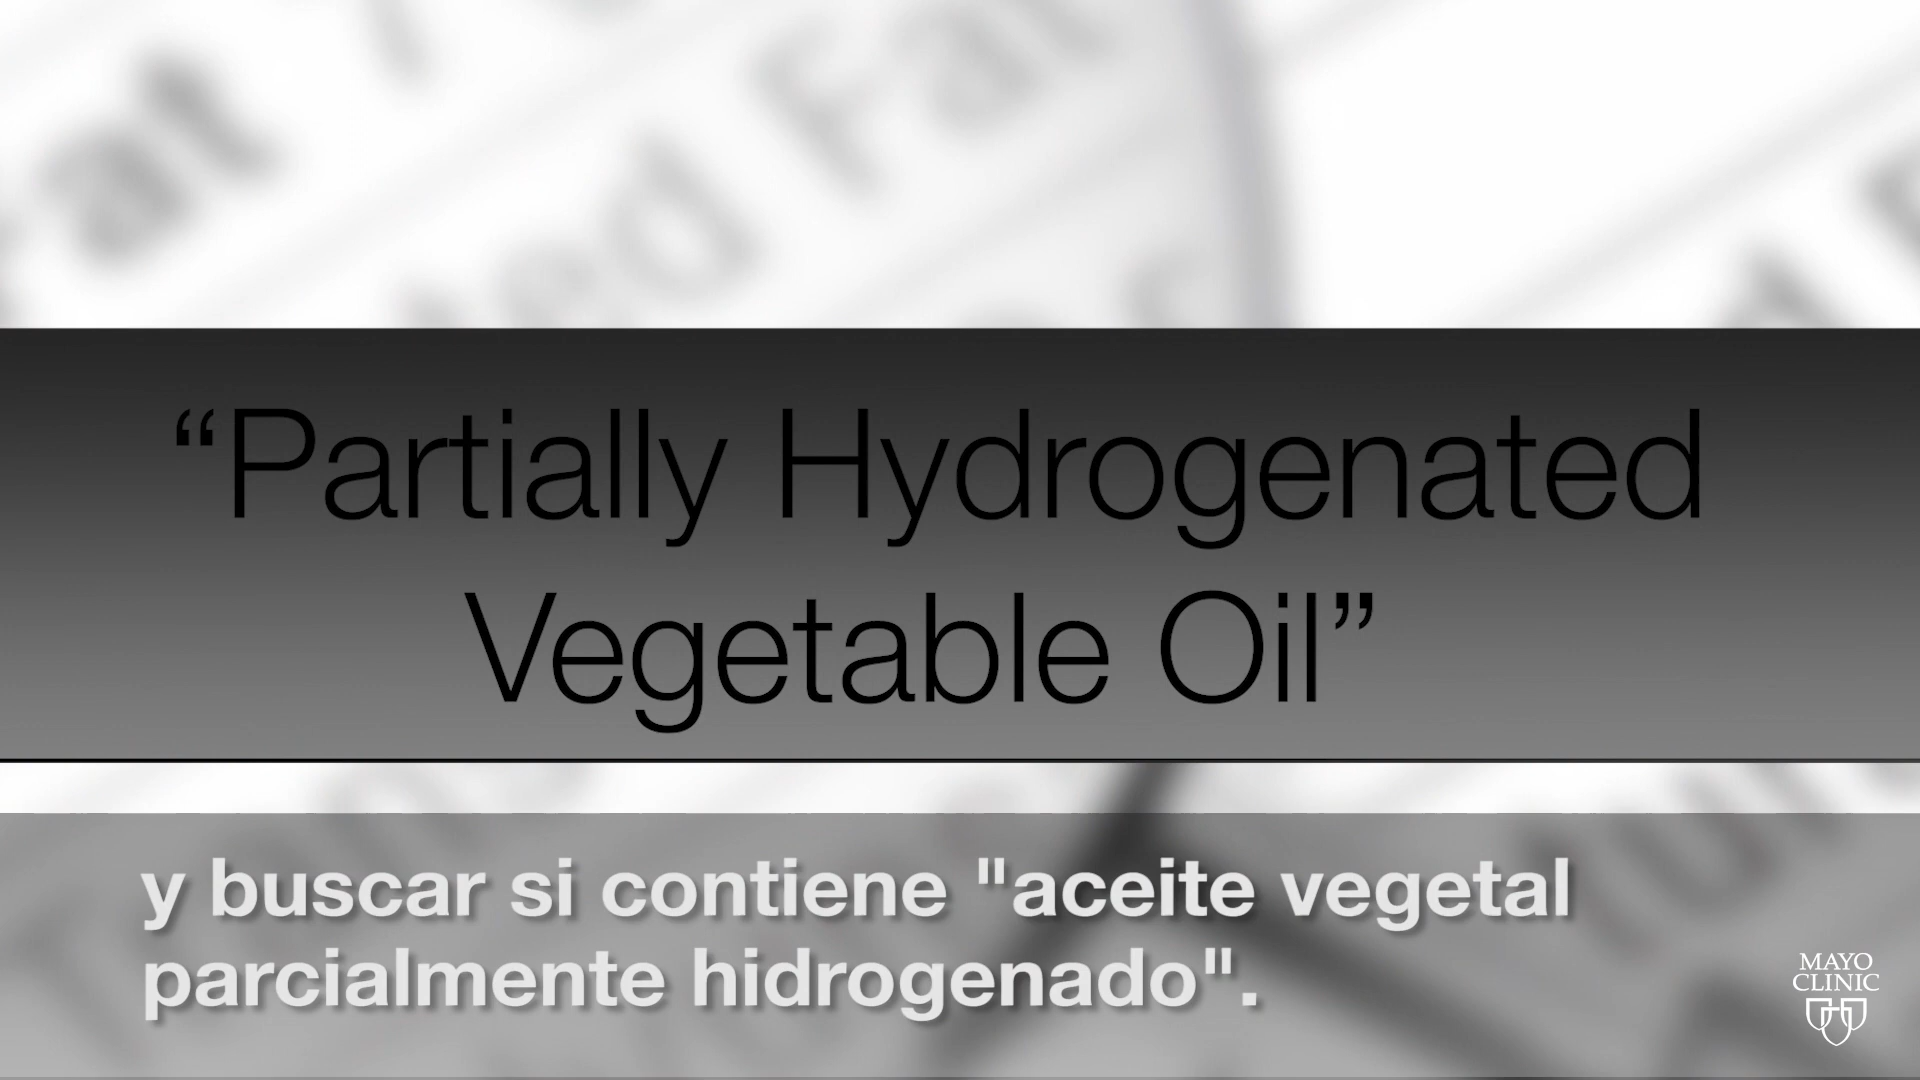 “Partially Hydrogenated
Vegetable Oil”
y buscar si contiene "aceite vegetal
parcialmente hidrogenado".
MAYO
CLINIC